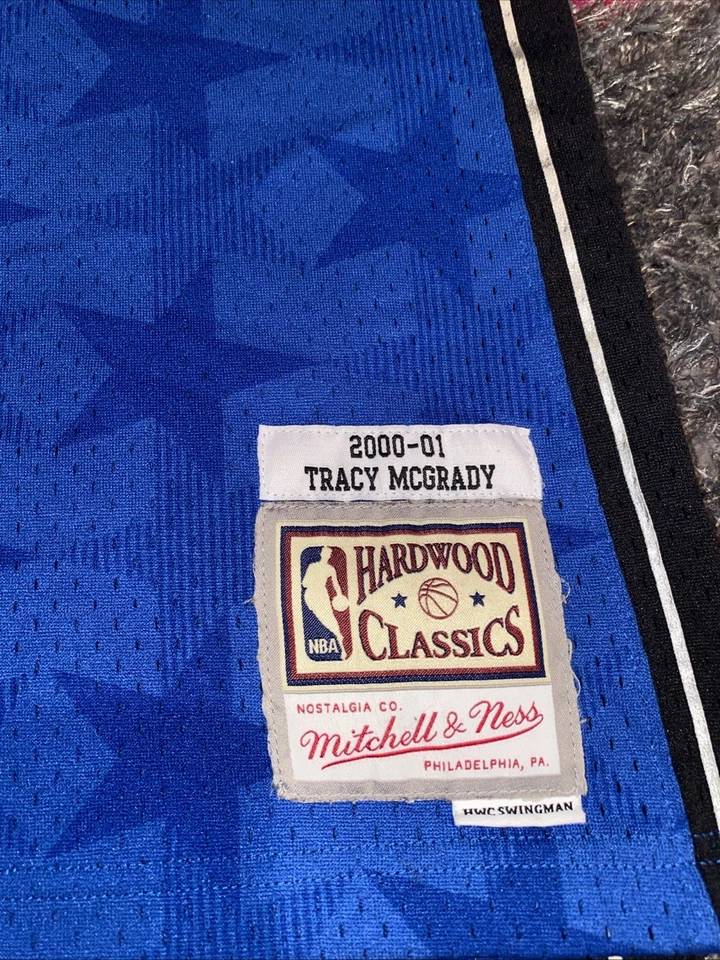 2000-01
TRACY MCGRADY
HARDWOOD
CLASSICS
NBA
NOSTALGIA CO.
Mitchell & Ness
PHILADELPHIA, PA.
HWC SWINGMAN